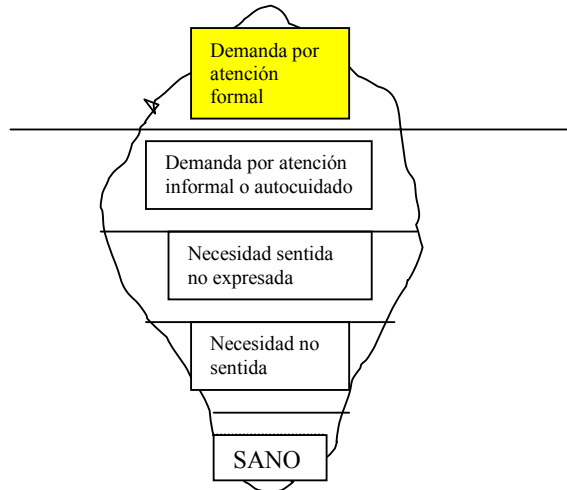 Demanda por
atención
formal
Demanda por atención
informal o autocuidado
Necesidad sentida
no expresada
Necesidad no
sentida
SANO